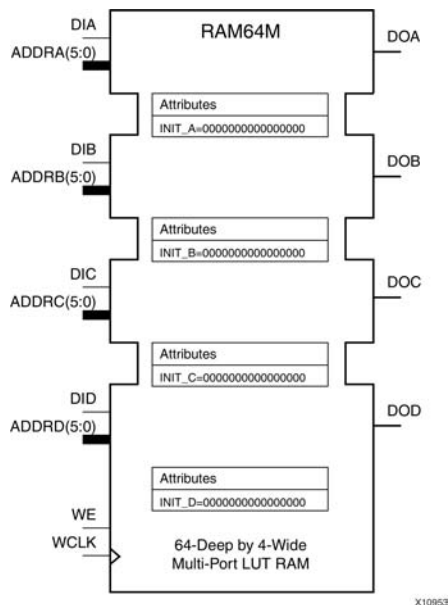 RAM64M
DIA
ADDRA(5:0)
DOA
Attributes
INIT_A=0000000000000000
DIB
ADDRB(5:0)
DOB
Attributes
INIT_B=0000000000000000
DIC
ADDRC(5:0)
DOC
Attributes
INIT_C=0000000000000000
DID
ADDRD(5:0)
DOD
Attributes
INIT_D=0000000000000000
WE
WCLK
64-Deep by 4-Wide
Multi-Port LUT RAM
X10953